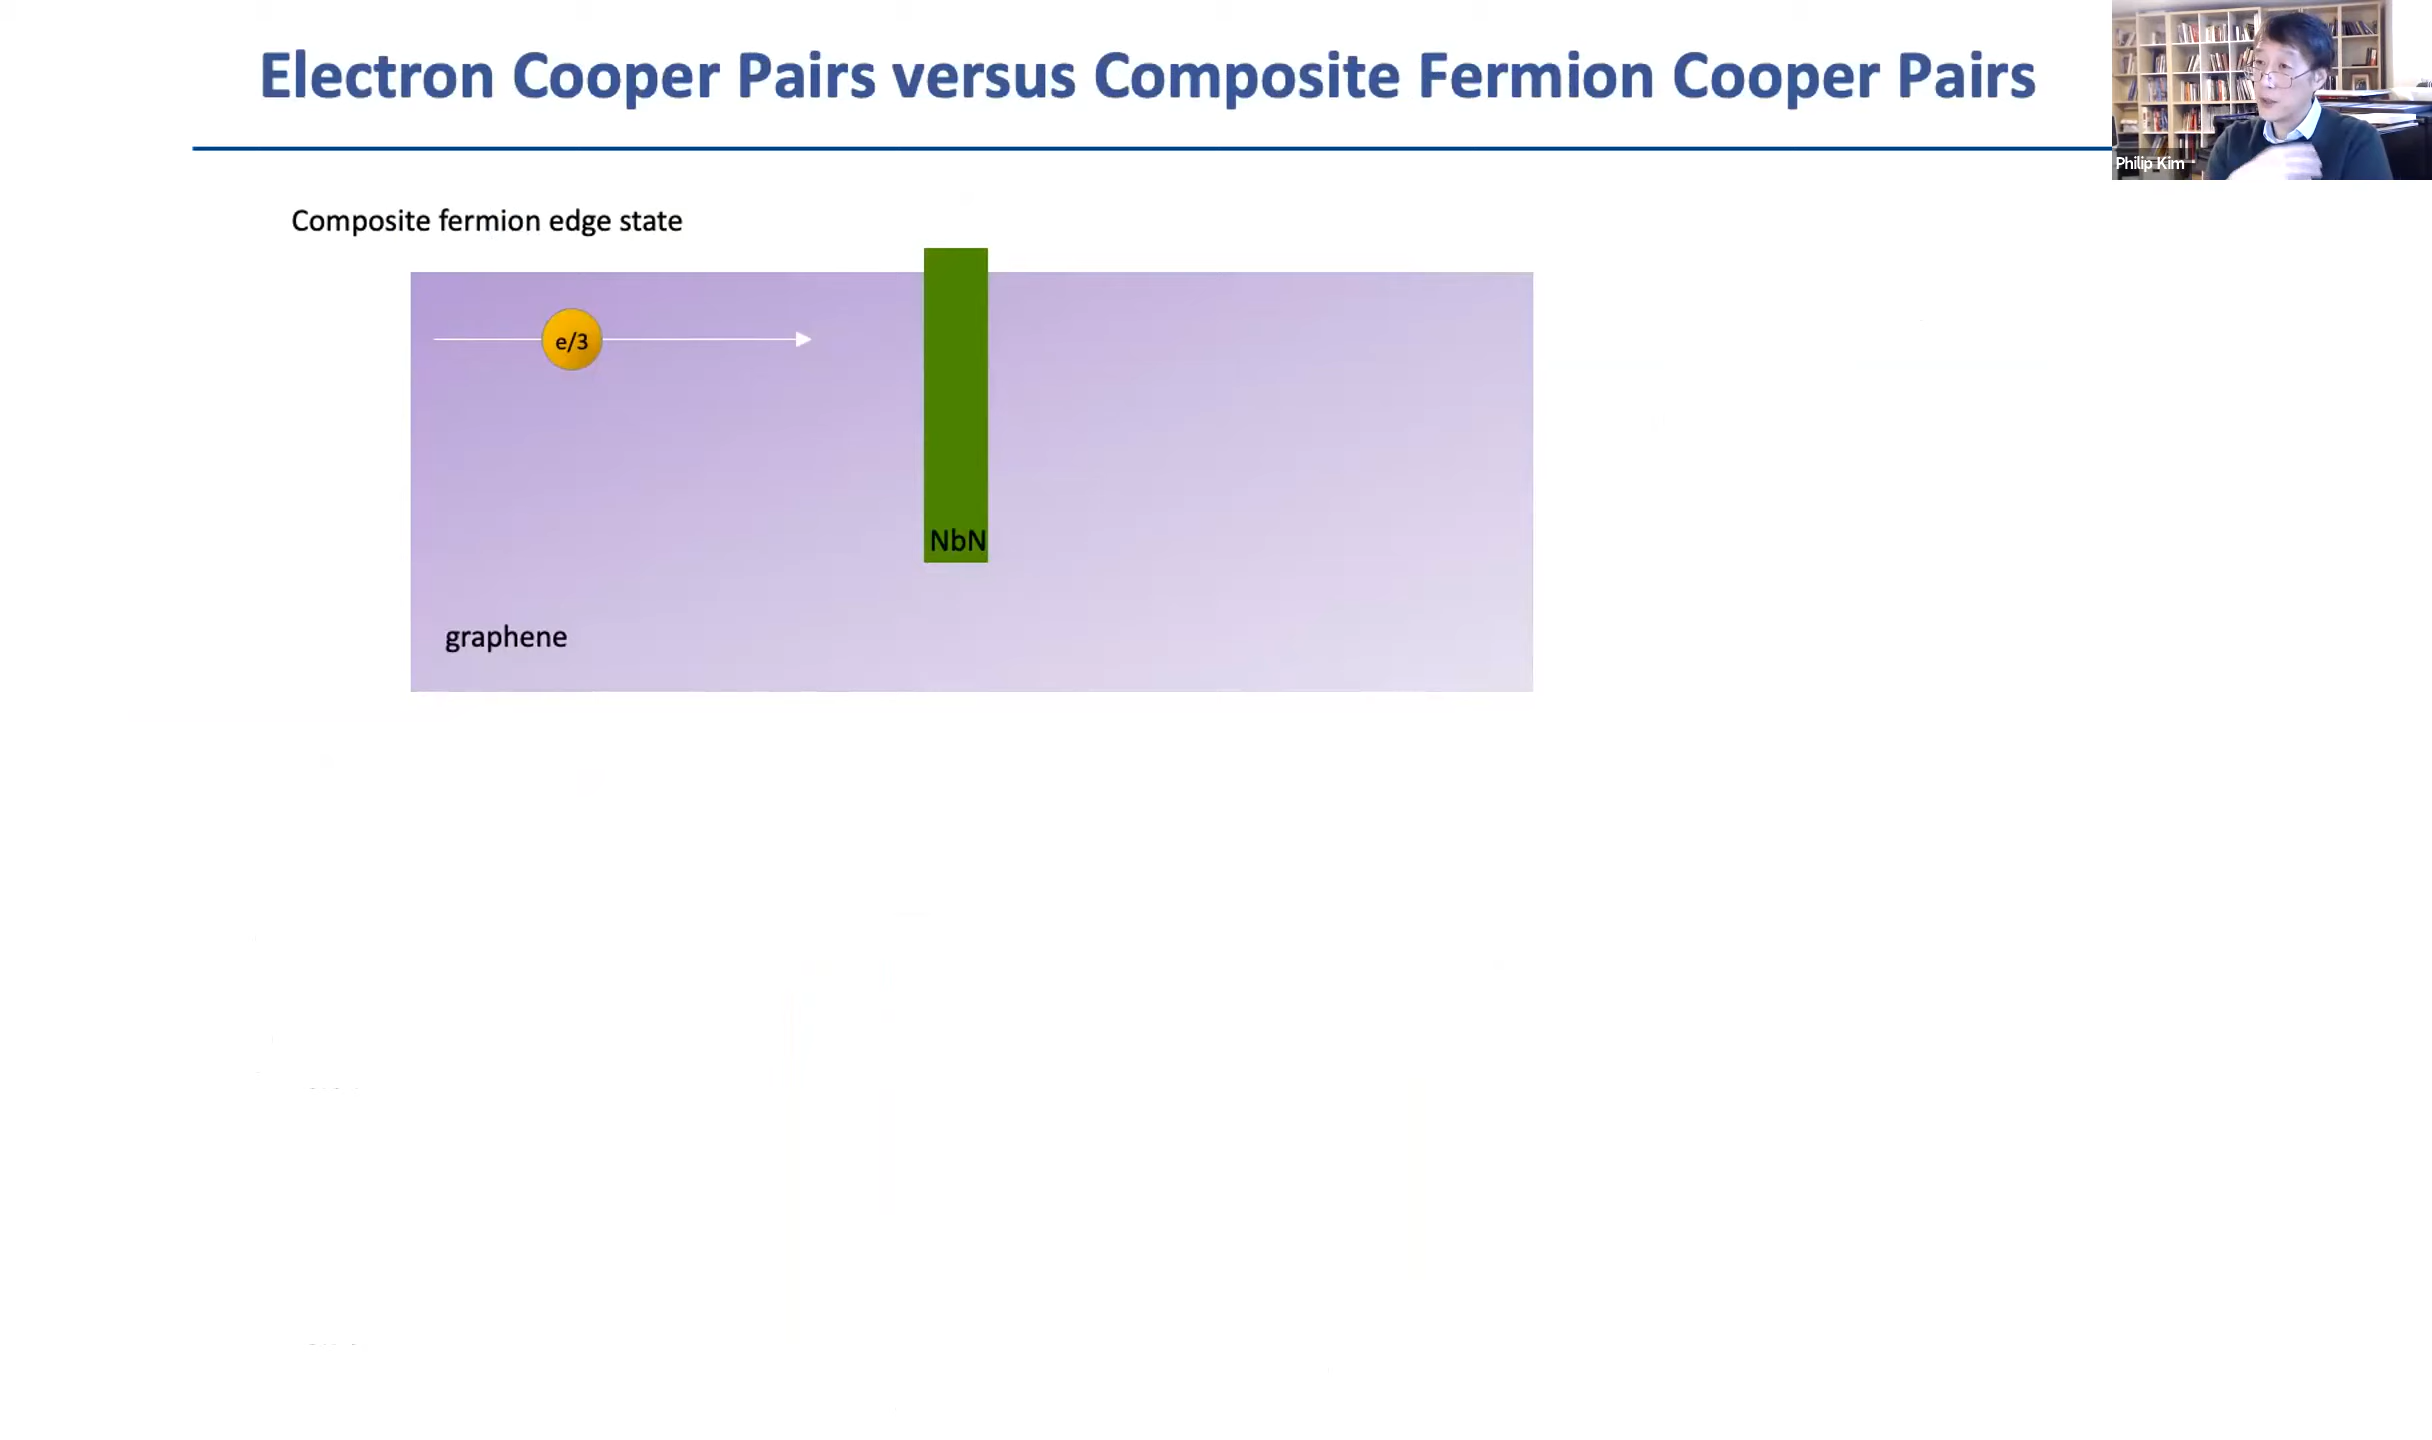 Electron Cooper Pairs versus Composite Fermion Cooper Pairs
Philip Kim
Composite fermion edge state
e/3
NbN
graphene